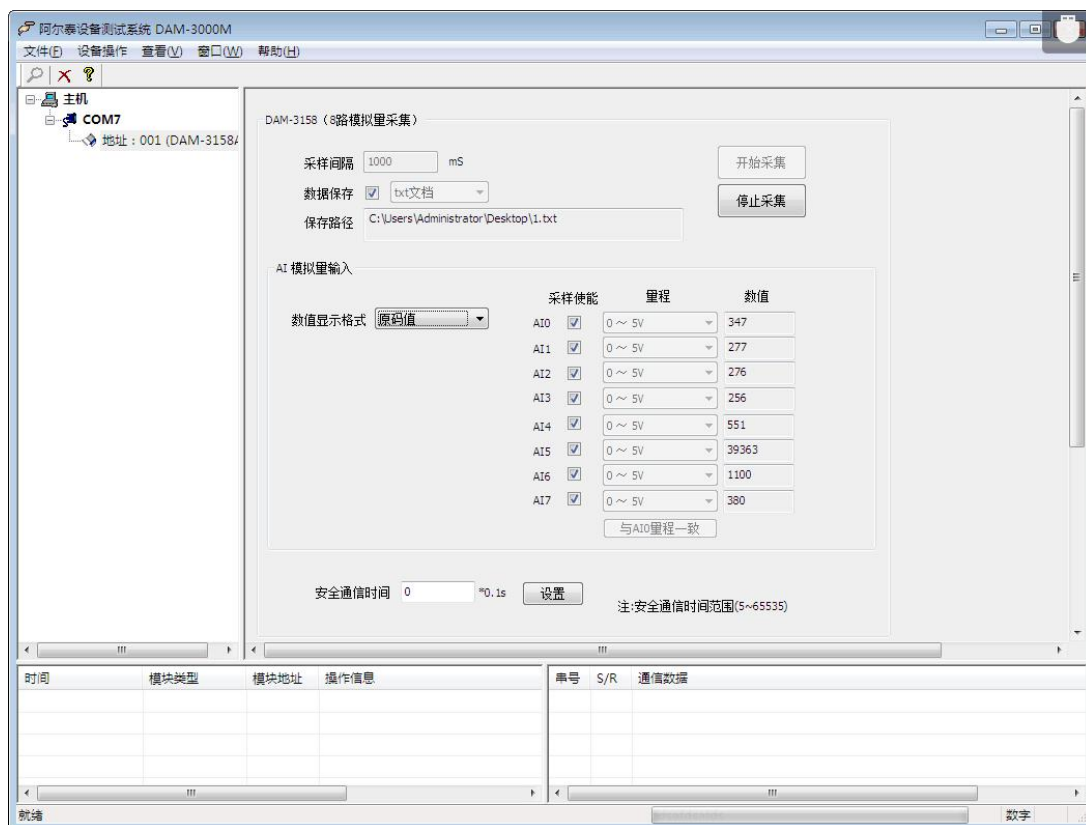 阿尔泰设备测试系统 DAM-3000M
文件(F) 设备操作 查看(V) 窗口(W) 帮助(H)
主机
COM7
地址：001 (DAM-3158A
DAM-3158（8路模拟量采集）
采样间隔 1000 mS 开始采集
数据保存 txt文档 停止采集
保存路径 C:\Users\Administrator\Desktop\1.txt
AI 模拟量输入
采样使能 量程 数值
数值显示格式 原码值
AI0 0～ 5V 347
AI1 0～ 5V 277
AI2 0～ 5V 276
AI3 0～ 5V 256
AI4 0～ 5V 551
AI5 0～ 5V 39363
AI6 0～ 5V 1100
AI7 0～ 5V 380
与AI0量程一致
安全通信时间 0 *0.1s 设置 注:安全通信时间范围(5~65535)
时间 模块类型 模块地址 操作信息 串号 S/R 通信数据
就绪 数字